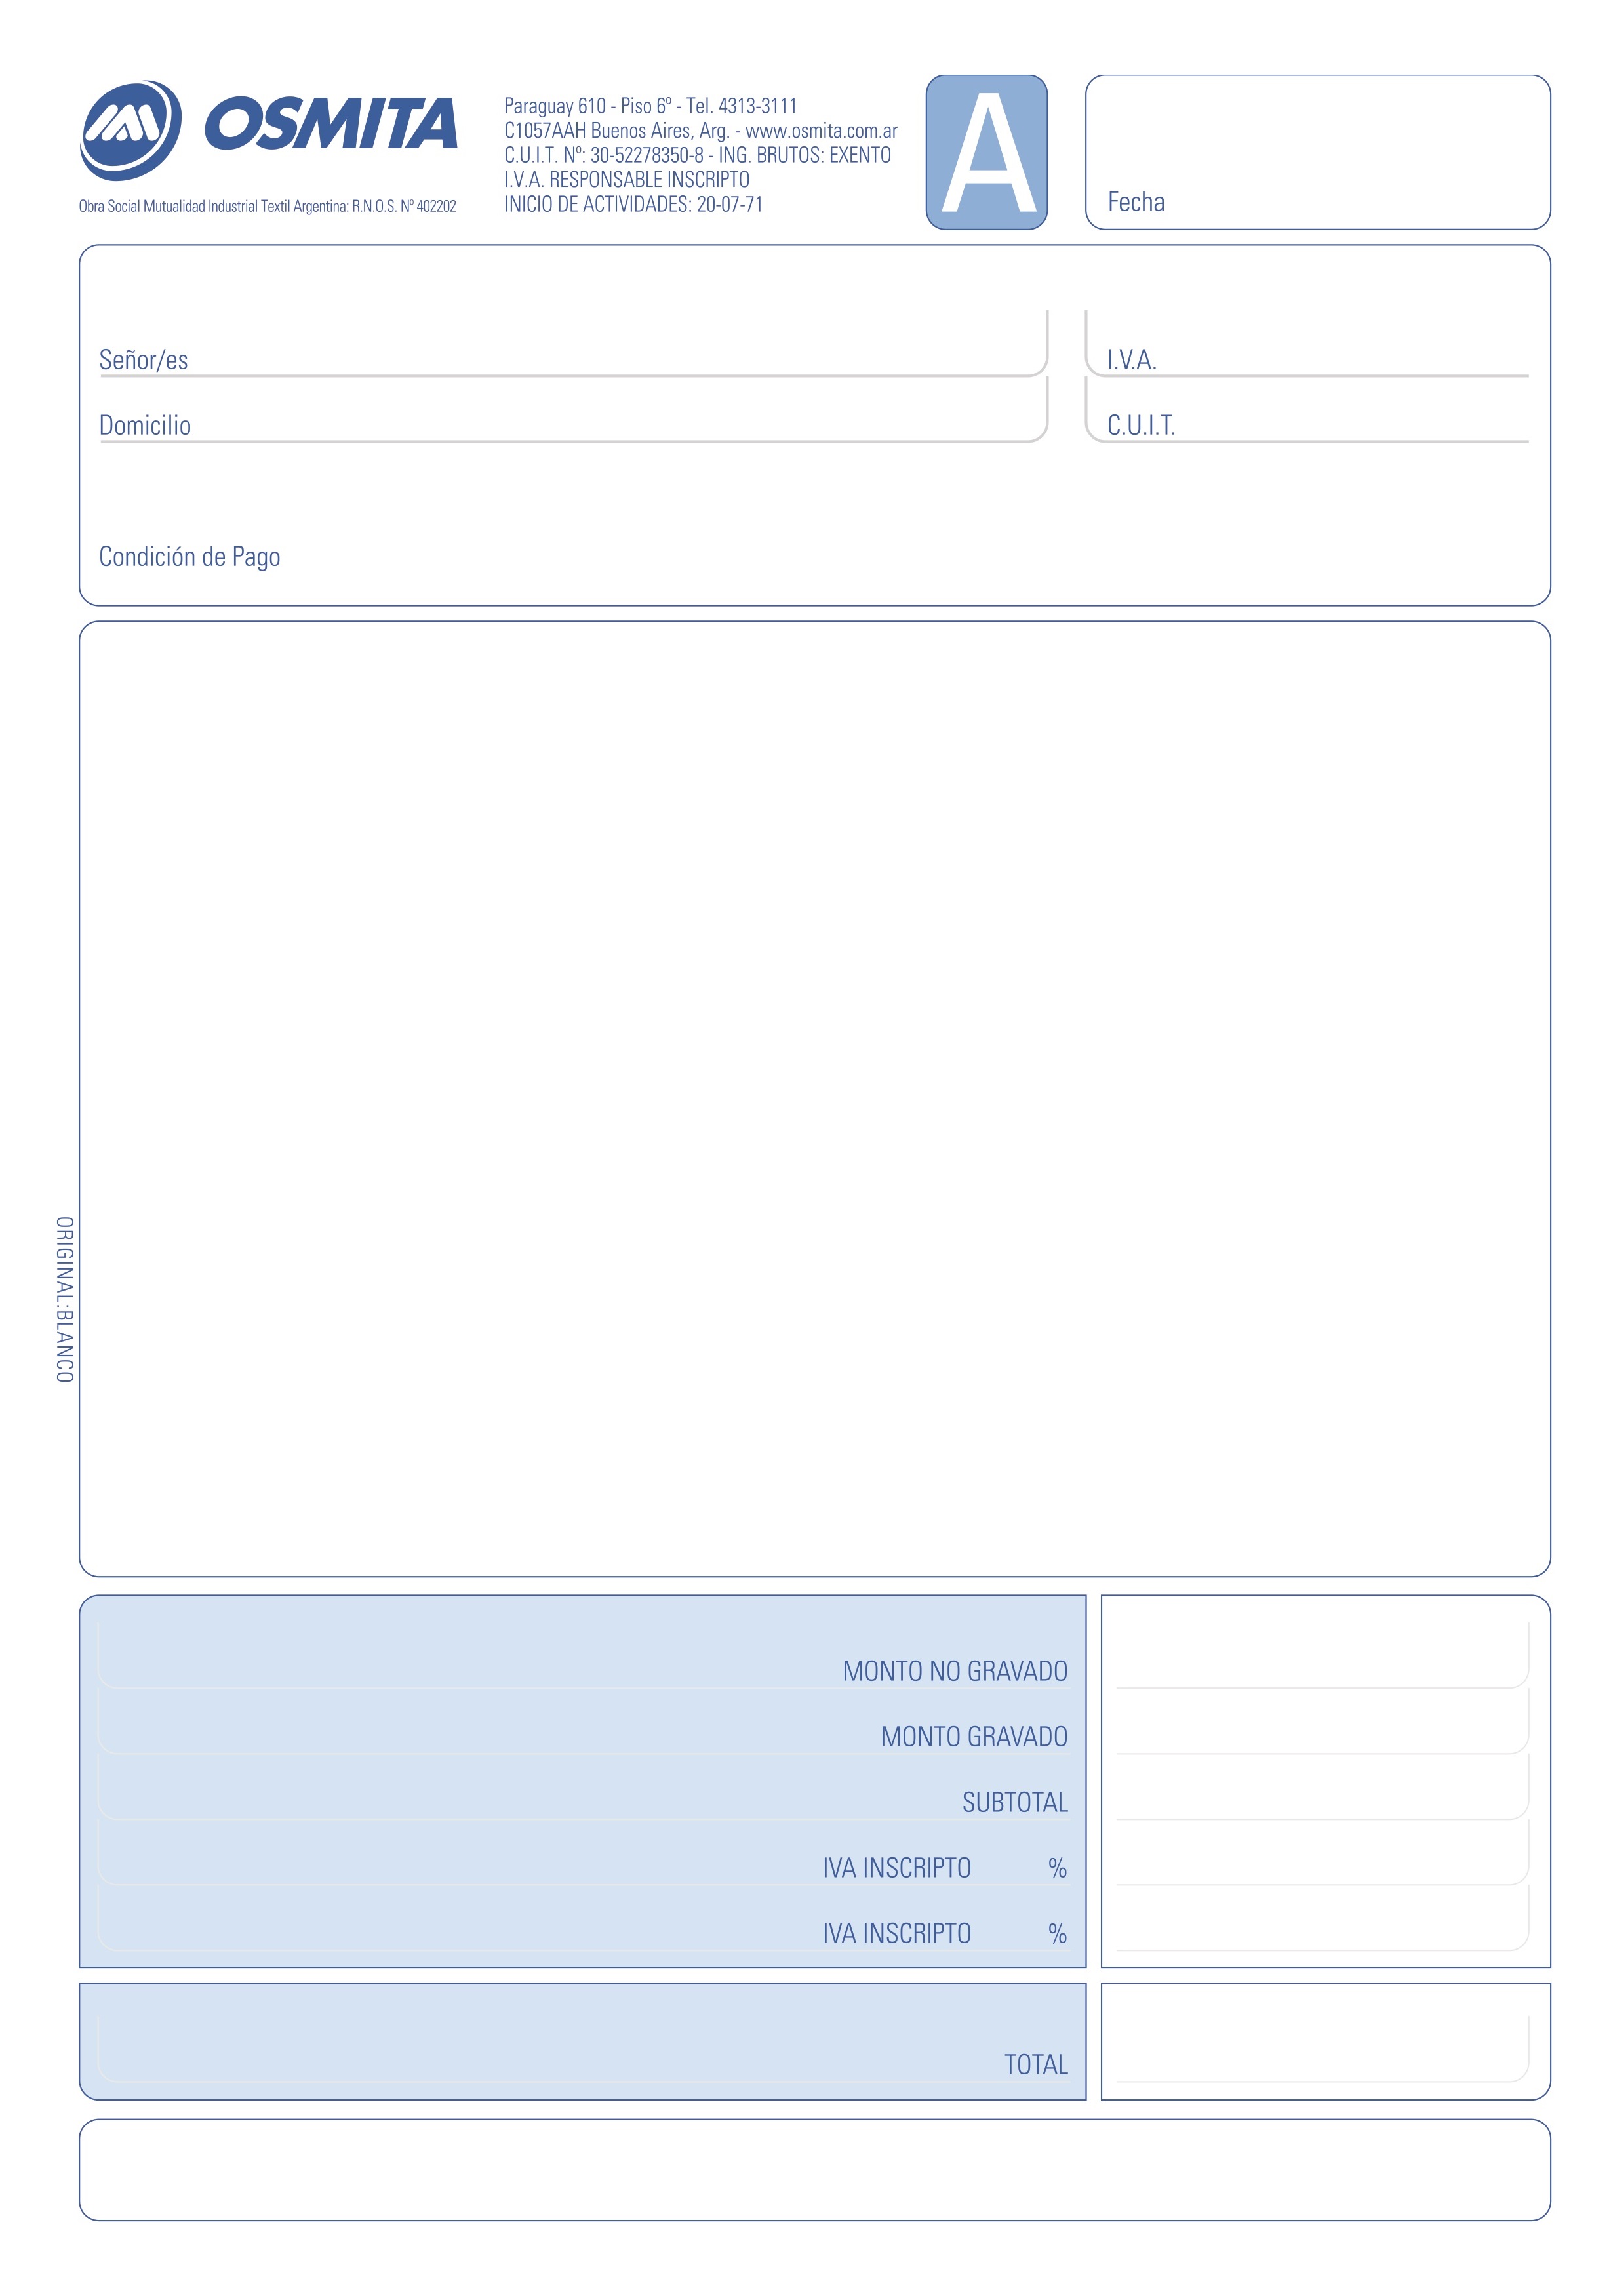 OSMITA
Obra Social Mutualidad Industrial Textil Argentina: R.N.O.S. Nº 402202
Paraguay 610 - Piso 6º - Tel. 4313-3111
C1057AAH Buenos Aires, Arg. - www.osmita.com.ar
C.U.I.T. Nº: 30-52278350-8 - ING. BRUTOS: EXENTO
I.V.A. RESPONSABLE INSCRIPTO
INICIO DE ACTIVIDADES: 20-07-71
A
Fecha
Señor/es
I.V.A.
Domicilio
C.U.I.T.
Condición de Pago
ORIGINAL:BLANCO
MONTO NO GRAVADO
MONTO GRAVADO
SUBTOTAL
IVA INSCRIPTO %
IVA INSCRIPTO %
TOTAL